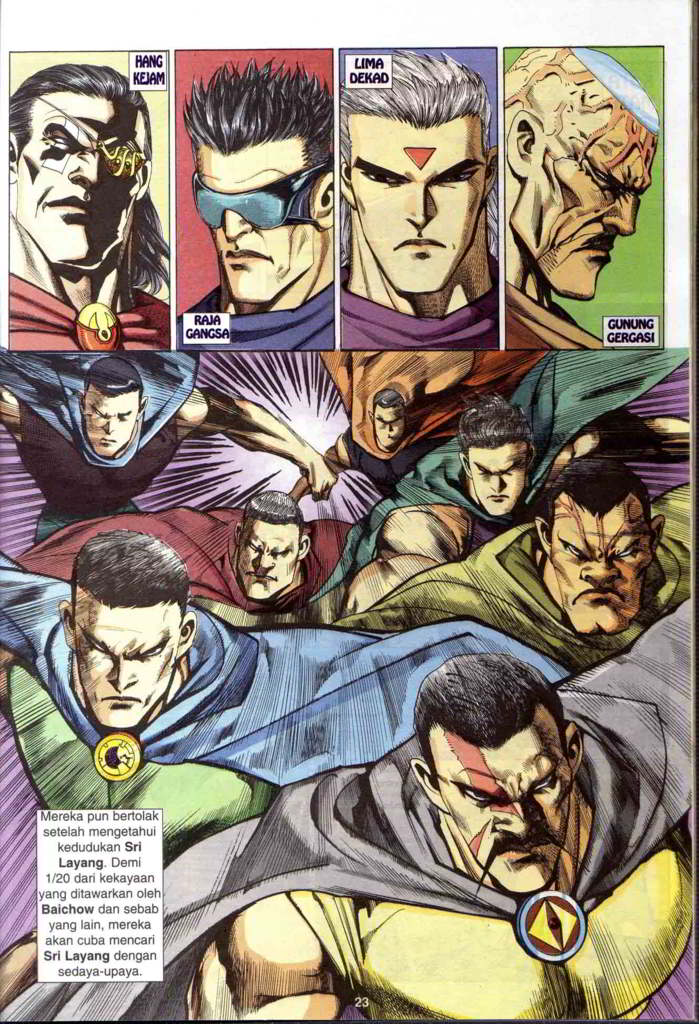 HANG
KEJAM
LIMA
DEKAD
RAJA
GANGSA
GUNUNG
GERGASI
Mereka pun bertolak
setelah mengetahui
kedudukan Sri
Layang. Demi
1/20 dari kekayaan
yang ditawarkan oleh
Baichow dan sebab
yang lain, mereka
akan cuba mencari
Sri Layang dengan
sedaya-upaya.
23